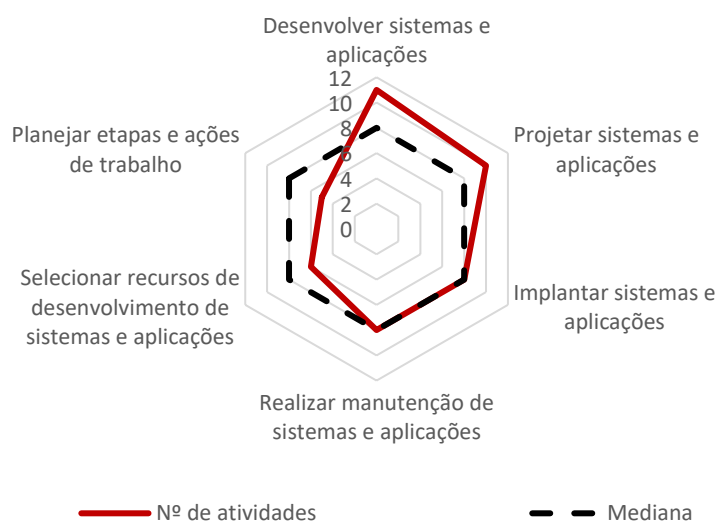 Desenvolver sistemas e
aplicações
12
10
8
6
4
2
0
Planejar etapas e ações
de trabalho
Projetar sistemas e
aplicações
Selecionar recursos de
desenvolvimento de
sistemas e aplicações
Implantar sistemas e
aplicações
Realizar manutenção de
sistemas e aplicações
Nº de atividades
Mediana